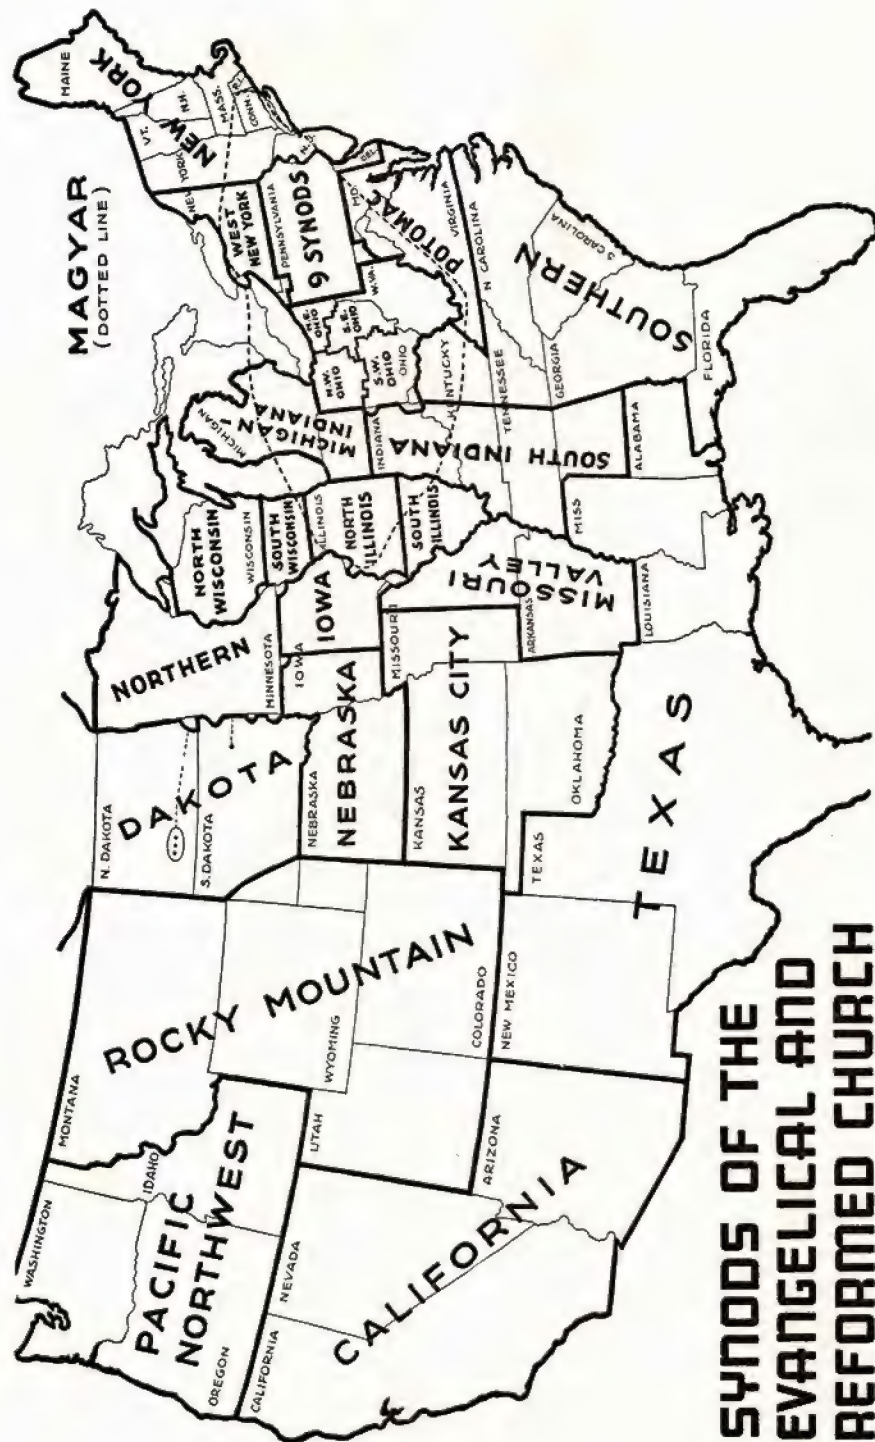 MAGYAR
(DOTTED LINE)
WASHINGTON
MONTANA
N. DAKOTA
S. DAKOTA
MINNESOTA
NORTHERN
DAKOTA
PACIFIC
NORTHWEST
IDAHO
OREGON
ROCKY MOUNTAIN
WYOMING
NEBRASKA
NEBRASKA
IOWA
IOWA
NORTH
WISCONSIN
WISCONSIN
SOUTH
WISCONSIN
ILLINOIS
NORTH
ILLINOIS
SOUTH
ILLINOIS
MICHIGAN
MICHIGAN-
INDIANA
INDIANA
SOUTH INDIANA
N.W.
OHIO
N.E.
OHIO
S.W.
OHIO
OHIO
S.E.
OHIO
WEST
NEW YORK
NEW YORK
NEW YORK
MAINE
VT.
N.H.
MASS.
CONN.
R.I.
N.J.
PENNSYLVANIA
9 SYNODS
MD.
DEL.
W.VA.
POTOMAC
VIRGINIA
KENTUCKY
TENNESSEE
N CAROLINA
S CAROLINA
SOUTHERN
GEORGIA
FLORIDA
ALABAMA
MISS
LOUISIANA
ARKANSAS
MISSOURI
VALLEY
MISSOURI
KANSAS
KANSAS CITY
OKLAHOMA
TEXAS
TEXAS
COLORADO
NEW MEXICO
UTAH
ARIZONA
NEVADA
CALIFORNIA
CALIFORNIA
SYNODS OF THE
EVANGELICAL AND
REFORMED CHURCH